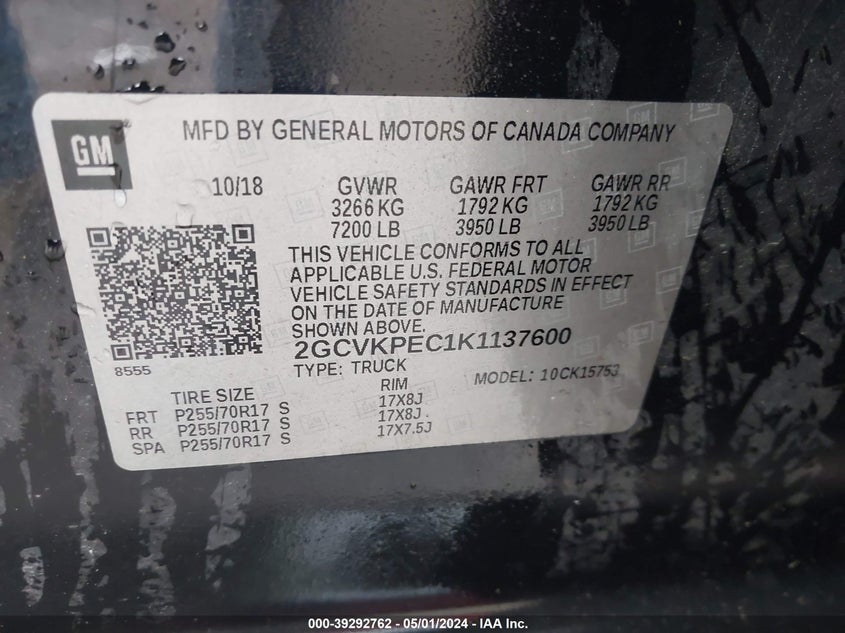 GM
MFD BY GENERAL MOTORS OF CANADA COMPANY
10/18 GVWR GAWR FRT GAWR RR
3266 KG 1792 KG 1792 KG
7200 LB 3950 LB 3950 LB
THIS VEHICLE CONFORMS TO ALL
APPLICABLE U.S. FEDERAL MOTOR
VEHICLE SAFETY STANDARDS IN EFFECT
ON THE DATE OF MANUFACTURE
SHOWN ABOVE.
2GCVKPEC1K1137600
8555 TYPE: TRUCK MODEL: 10CK15753
TIRE SIZE RIM
FRT P255/70R17 S 17X8J
RR P255/70R17 S 17X8J
SPA P255/70R17 S 17X7.5J
000-39292762 - 05/01/2024 - IAA Inc.